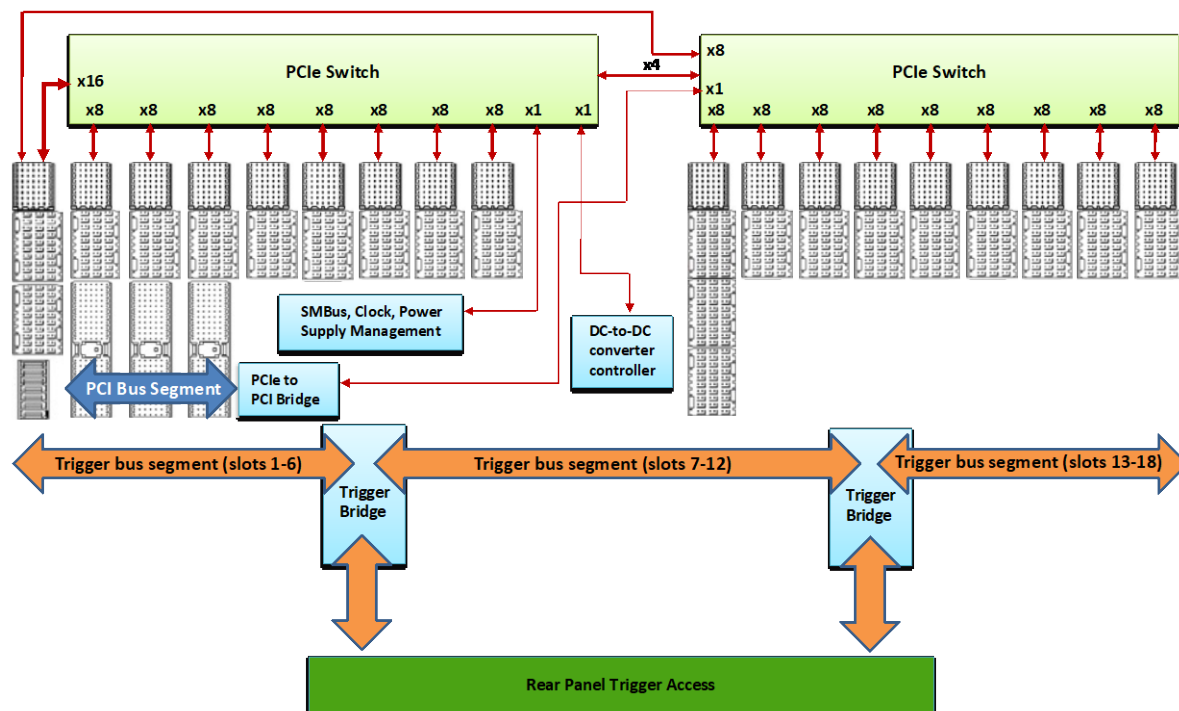 PCIe Switch
x16
x8 x8 x8 x8 x8 x8 x8 x8 x1 x1
x4
x8
PCIe Switch
x1
x8 x8 x8 x8 x8 x8 x8 x8 x8
SMBus, Clock, Power
Supply Management
DC-to-DC
converter
controller
PCI Bus Segment
PCIe to
PCI Bridge
Trigger bus segment (slots 1-6)
Trigger bus segment (slots 7-12)
Trigger bus segment (slots 13-18)
Trigger
Bridge
Trigger
Bridge
Rear Panel Trigger Access